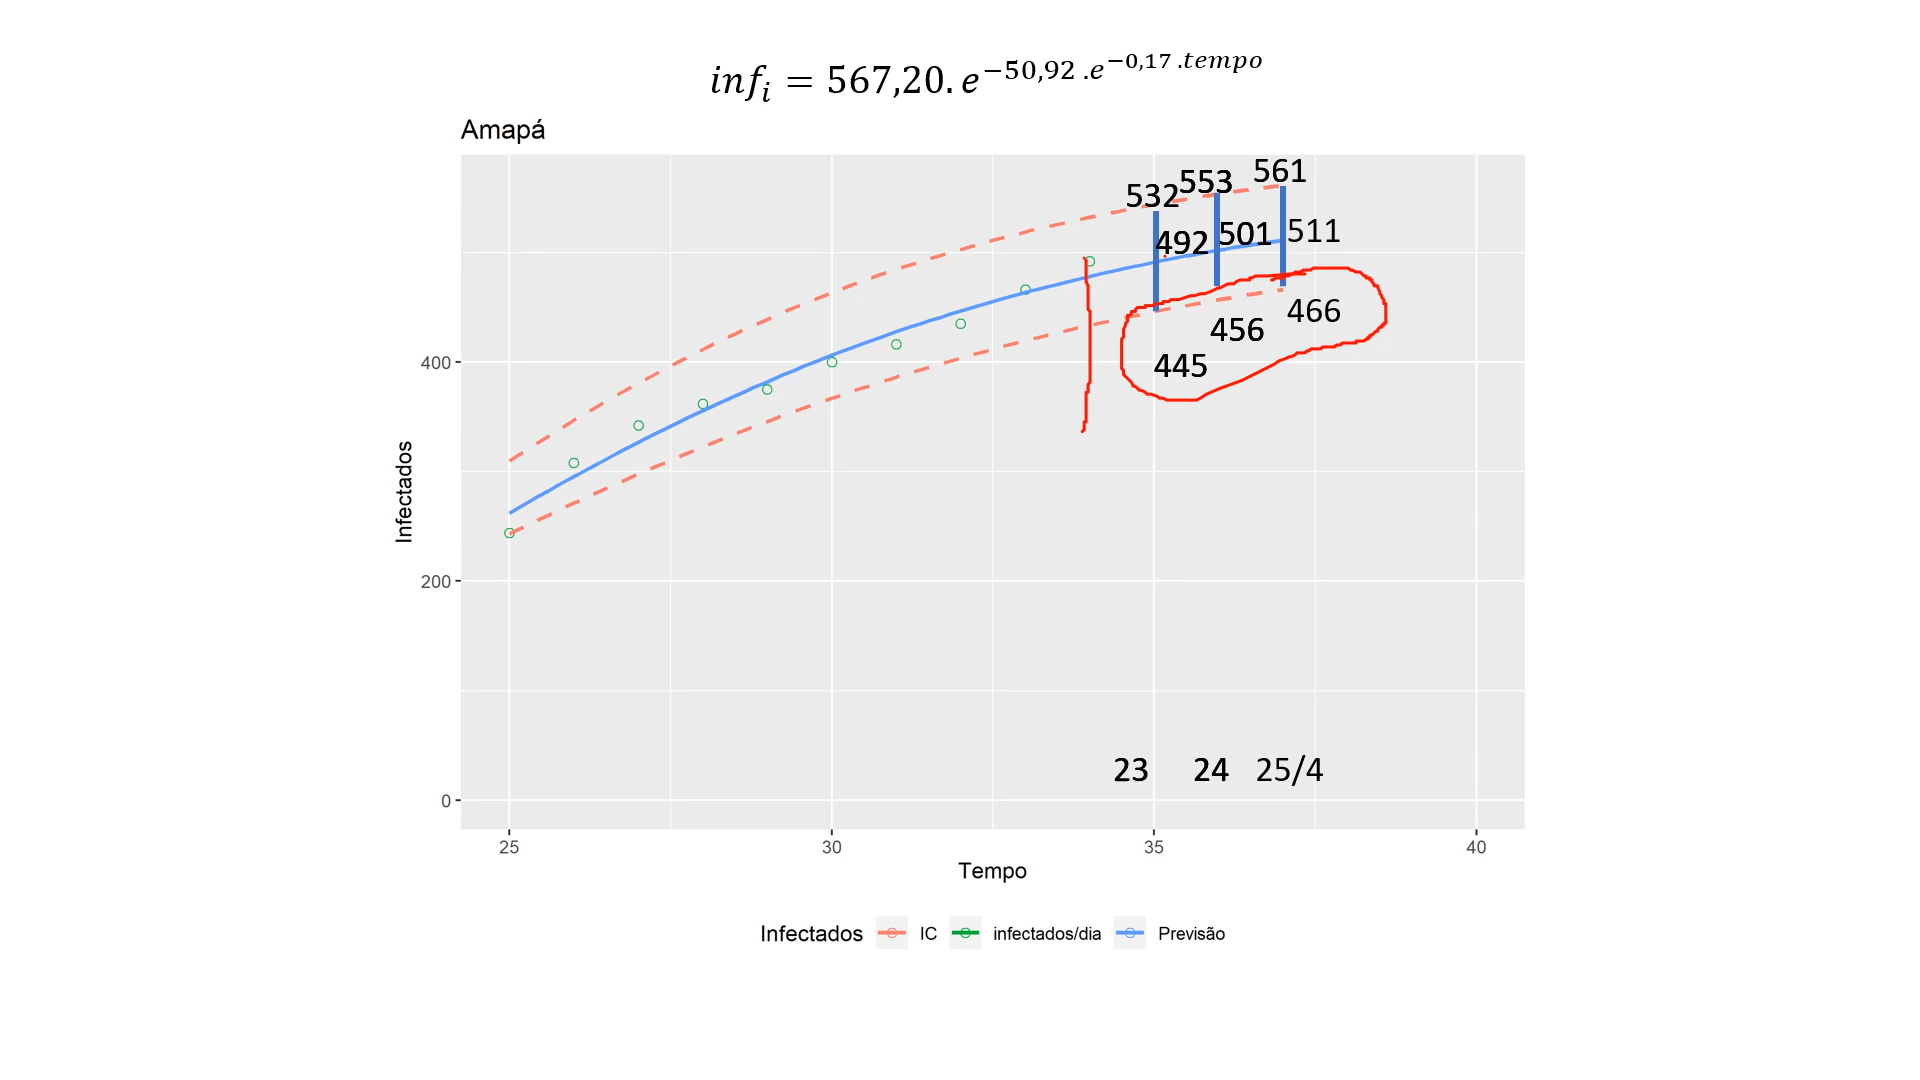 inf_i = 567,20. e^{−50,92 .e^{−0,17 .tempo}}
Amapá
532 553 561
492 501 511
445 456 466
Infectados
400
200
0
23 24 25/4
25 30 35 40
Tempo
Infectados IC infectados/dia Previsão